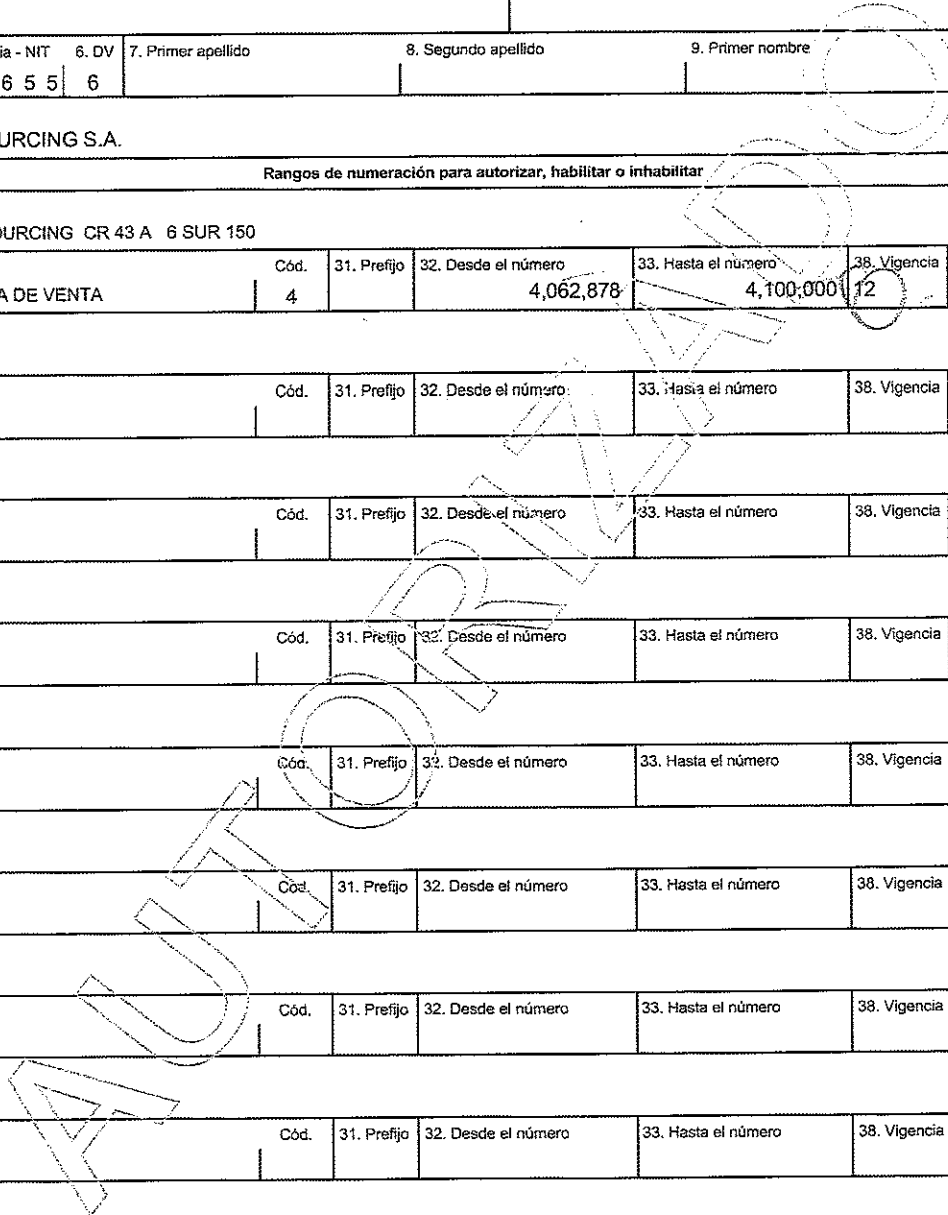 ia - NIT 6. DV 7. Primer apellido 8. Segundo apellido 9. Primer nombre
6 5 5 6
URCING S.A.
Rangos de numeración para autorizar, habilitar o inhabilitar
OURCING CR 43 A 6 SUR 150
Cód. 31. Prefijo 32. Desde el número 33. Hasta el número 38. Vigencia
A DE VENTA 4 4,062,878 4,100,000 12
Cód. 31. Prefijo 32. Desde el número 33. Hasta el número 38. Vigencia
Cód. 31. Prefijo 32. Desde el número 33. Hasta el número 38. Vigencia
Cód. 31. Prefijo 32. Desde el número 33. Hasta el número 38. Vigencia
Cód. 31. Prefijo 32. Desde el número 33. Hasta el número 38. Vigencia
Cód. 31. Prefijo 32. Desde el número 33. Hasta el número 38. Vigencia
Cód. 31. Prefijo 32. Desde el número 33. Hasta el número 38. Vigencia
Cód. 31. Prefijo 32. Desde el número 33. Hasta el número 38. Vigencia
AUTORIZADO